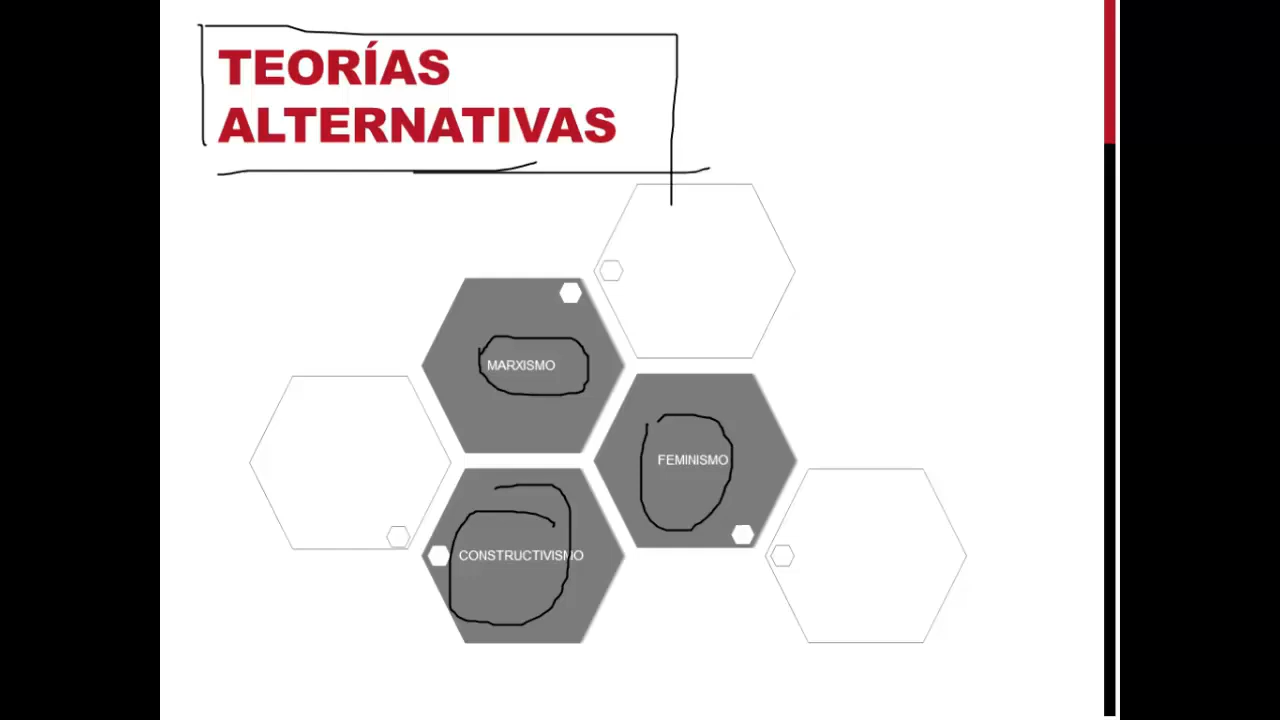 TEORÍAS
ALTERNATIVAS
MARXISMO
FEMINISMO
CONSTRUCTIVISMO